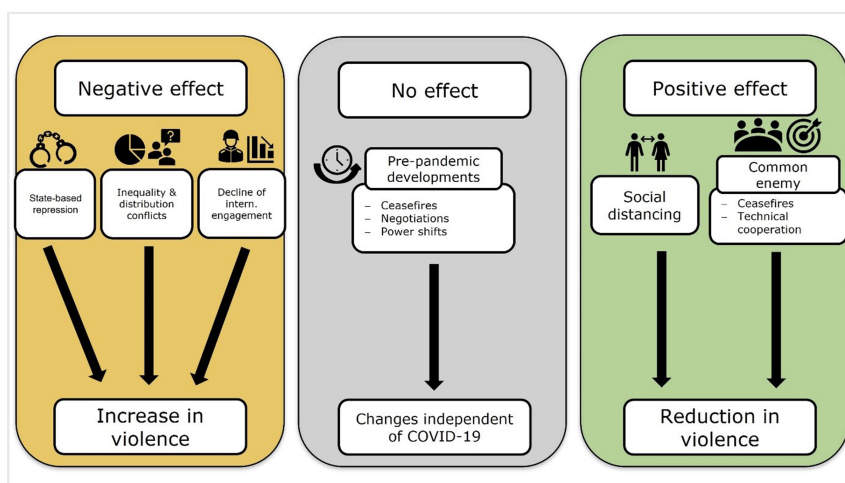 Negative effect
State-based
repression
Inequality &
distribution
conflicts
Decline of
intern.
engagement
Increase in
violence
No effect
Pre-pandemic
developments
– Ceasefires
– Negotiations
– Power shifts
Changes independent
of COVID-19
Positive effect
Social
distancing
Common
enemy
– Ceasefires
– Technical
cooperation
Reduction in
violence
?